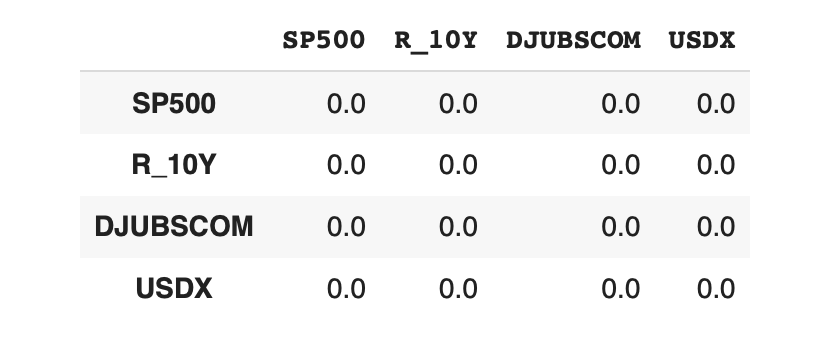 SP500 R_10Y DJUBSCOM USDX
SP500 0.0 0.0 0.0 0.0
R_10Y 0.0 0.0 0.0 0.0
DJUBSCOM 0.0 0.0 0.0 0.0
USDX 0.0 0.0 0.0 0.0